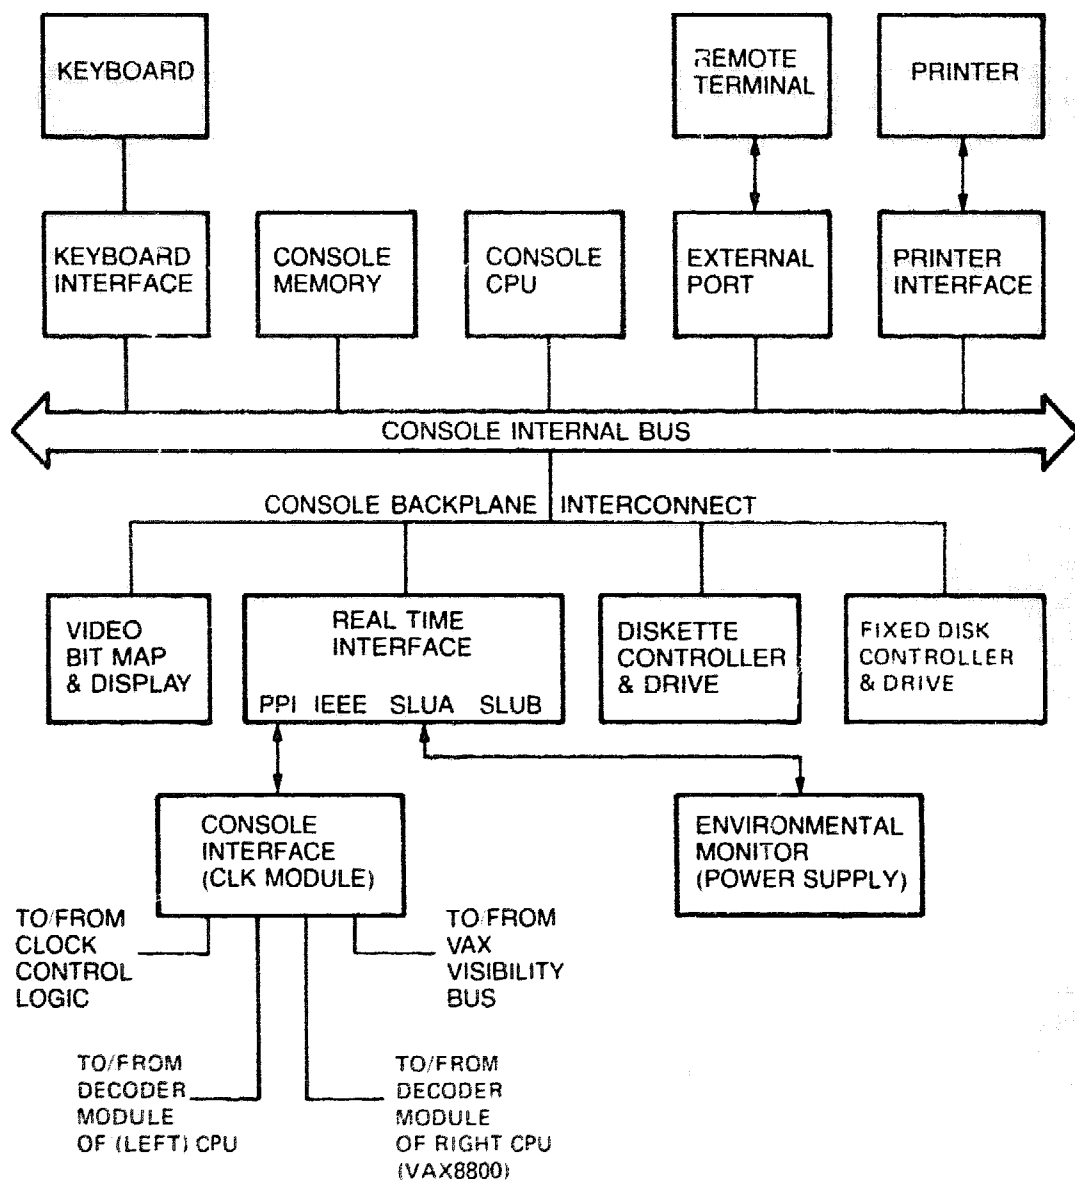 KEYBOARD
REMOTE
TERMINAL
PRINTER
KEYBOARD
INTERFACE
CONSOLE
MEMORY
CONSOLE
CPU
EXTERNAL
PORT
PRINTER
INTERFACE
CONSOLE INTERNAL BUS
CONSOLE BACKPLANE INTERCONNECT
VIDEO
BIT MAP
& DISPLAY
REAL TIME
INTERFACE
PPI IEEE SLUA SLUB
DISKETTE
CONTROLLER
& DRIVE
FIXED DISK
CONTROLLER
& DRIVE
CONSOLE
INTERFACE
(CLK MODULE)
ENVIRONMENTAL
MONITOR
(POWER SUPPLY)
TO/FROM
CLOCK
CONTROL
LOGIC
TO/FROM
VAX
VISIBILITY
BUS
TO/FROM
DECODER
MODULE
OF (LEFT) CPU
TO/FROM
DECODER
MODULE
OF RIGHT CPU
(VAX8800)